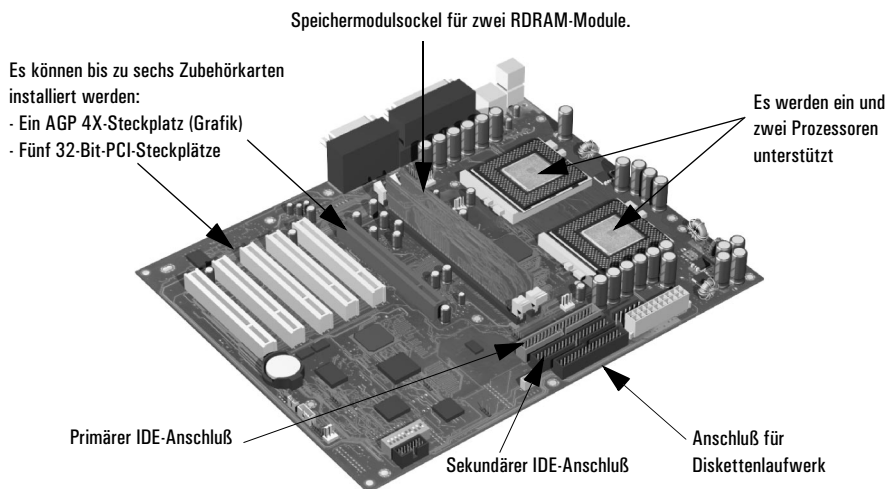 Speichermodulsockel für zwei RDRAM-Module.
Es können bis zu sechs Zubehörkarten
installiert werden:
- Ein AGP 4X-Steckplatz (Grafik)
- Fünf 32-Bit-PCI-Steckplätze
Es werden ein und
zwei Prozessoren
unterstützt
Primärer IDE-Anschluß
Sekundärer IDE-Anschluß
Anschluß für
Diskettenlaufwerk